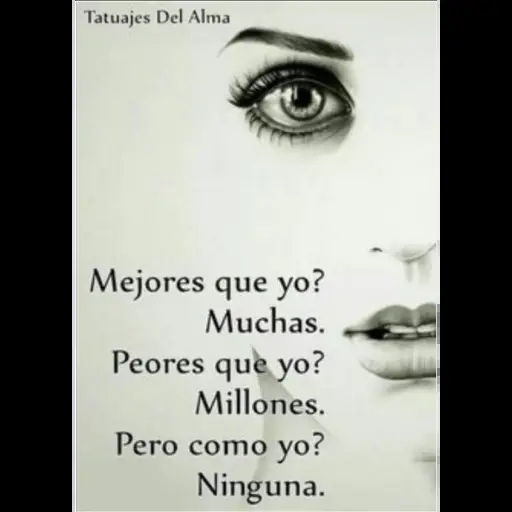 Tatuajes Del Alma
Mejores que yo?
Muchas.
Peores que yo?
Millones.
Pero como yo?
Ninguna.